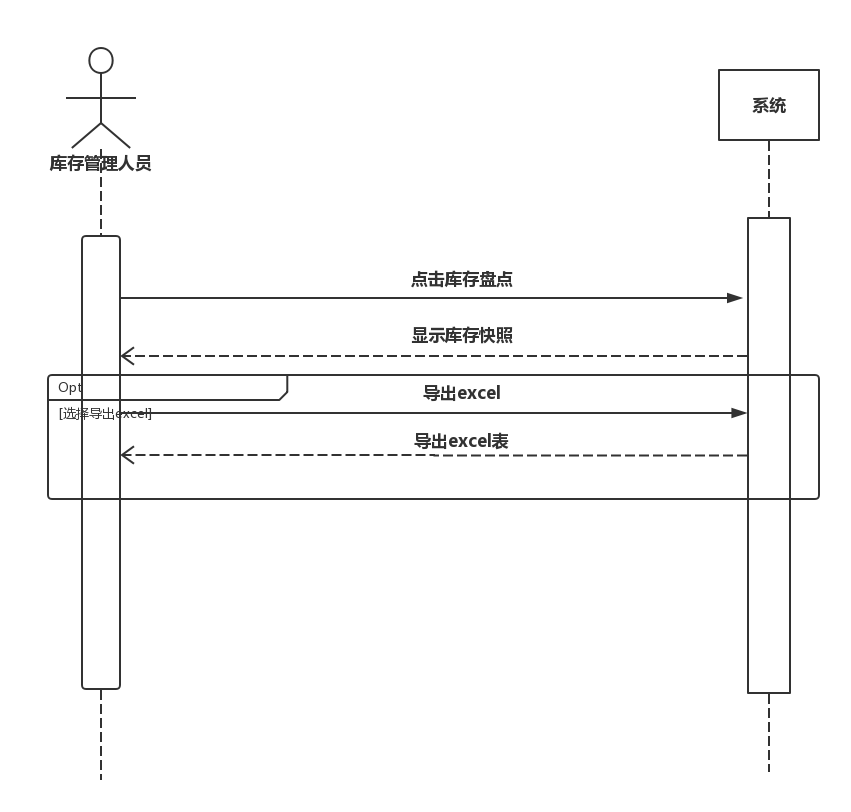 库存管理人员
系统
点击库存盘点
显示库存快照
Opt
导出excel
[选择导出excel]
导出excel表